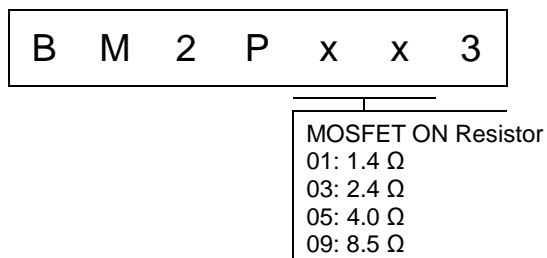 B M 2 P x x 3
MOSFET ON Resistor
01: 1.4 Ω
03: 2.4 Ω
05: 4.0 Ω
09: 8.5 Ω